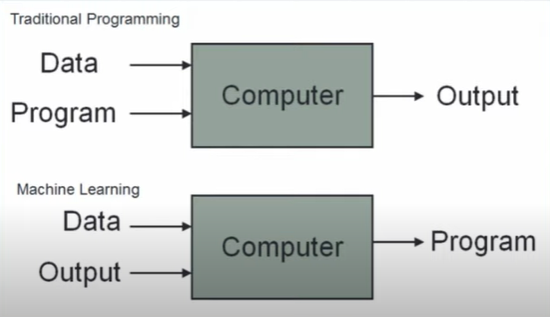 Traditional Programming
Data
Program
Computer
Output
Machine Learning
Data
Output
Computer
Program